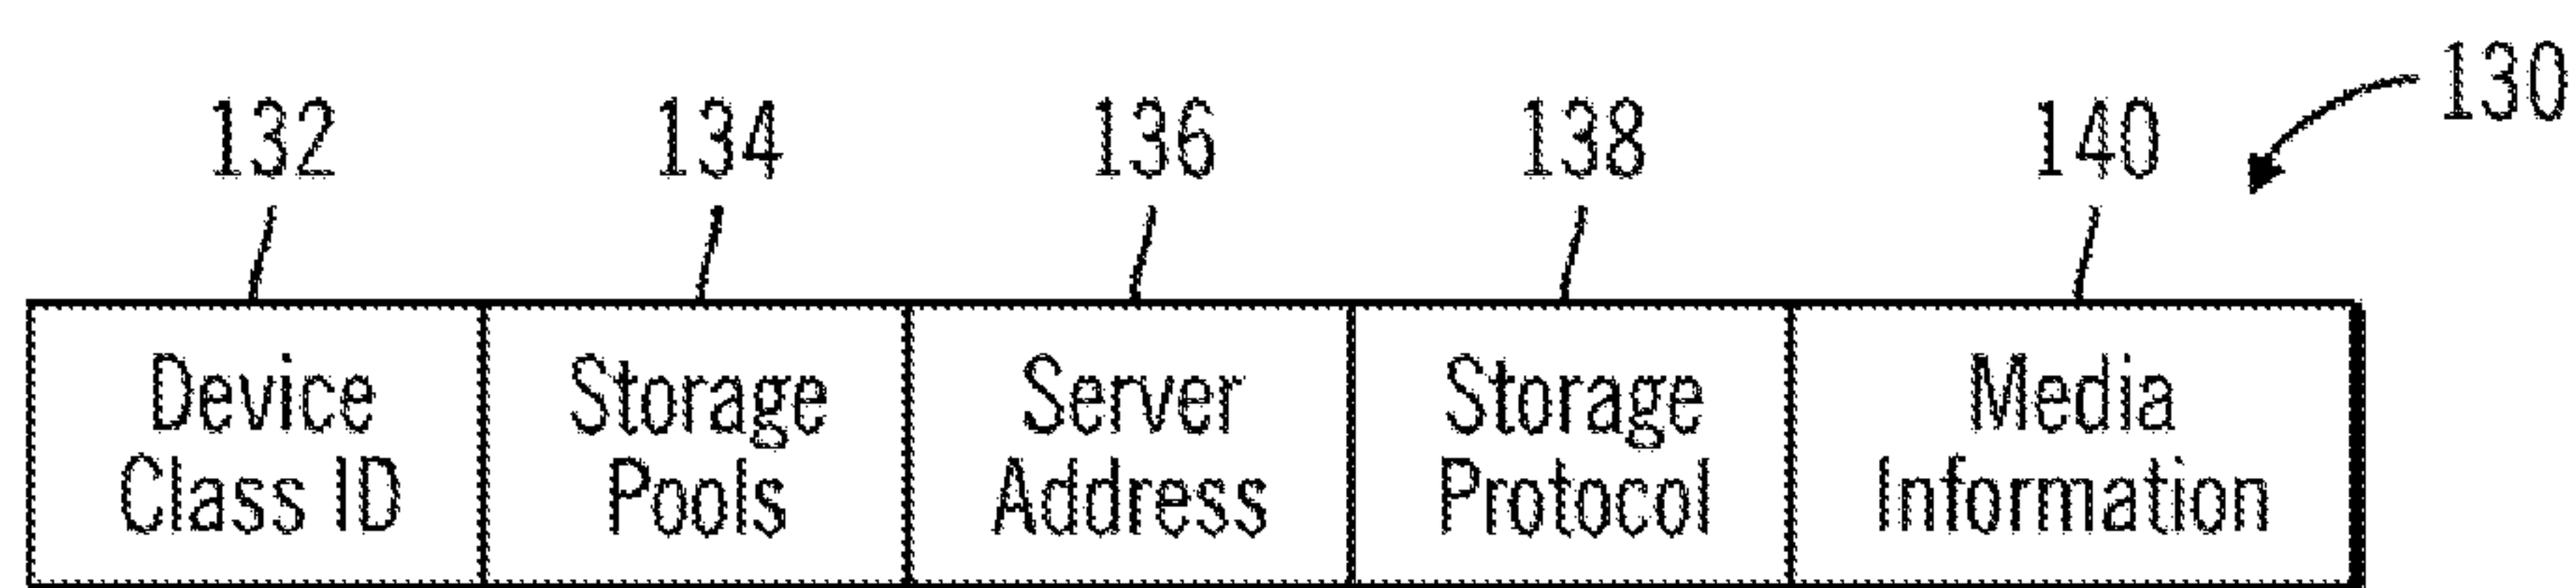 130
132 134 136 138 140
Device Class ID
Storage Pools
Server Address
Storage Protocol
Media Information